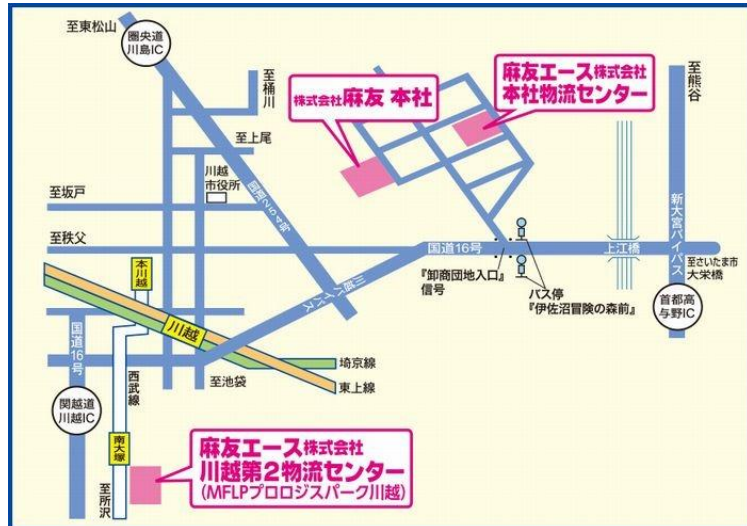 至東松山
圏央道
川島IC
至桶川
至上尾
川越
市役所
国道254号
株式会社麻友 本社
麻友エース株式会社
本社物流センター
至熊谷
新大宮バイパス
至坂戸
至秩父
本川越
川越
川越バイパス
国道16号
『卸商団地入口』
信号
バス停
『伊佐沼冒険の森前』
上江橋
至さいたま市
大栄橋
首都高
与野IC
国道16号
西武線
至池袋
埼京線
東上線
関越道
川越IC
南大塚
至所沢
麻友エース株式会社
川越第2物流センター
(MFLPプロロジスパーク川越)